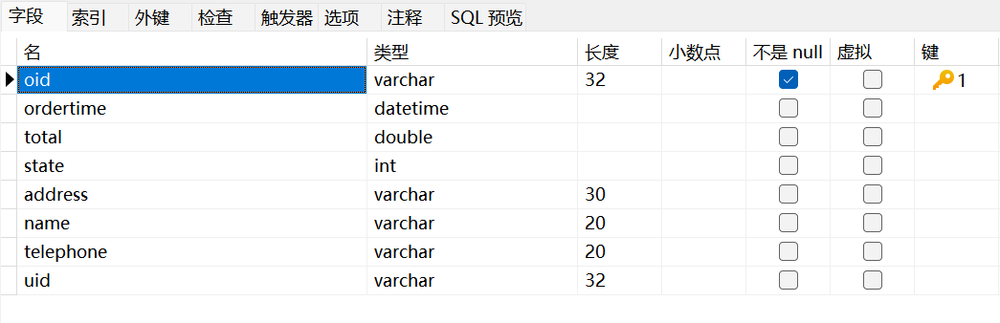 字段 索引 外键 检查 触发器 选项 注释 SQL 预览
名 类型 长度 小数点 不是 null 虚拟 键
oid varchar 32 1
ordertime datetime
total double
state int
address varchar 30
name varchar 20
telephone varchar 20
uid varchar 32